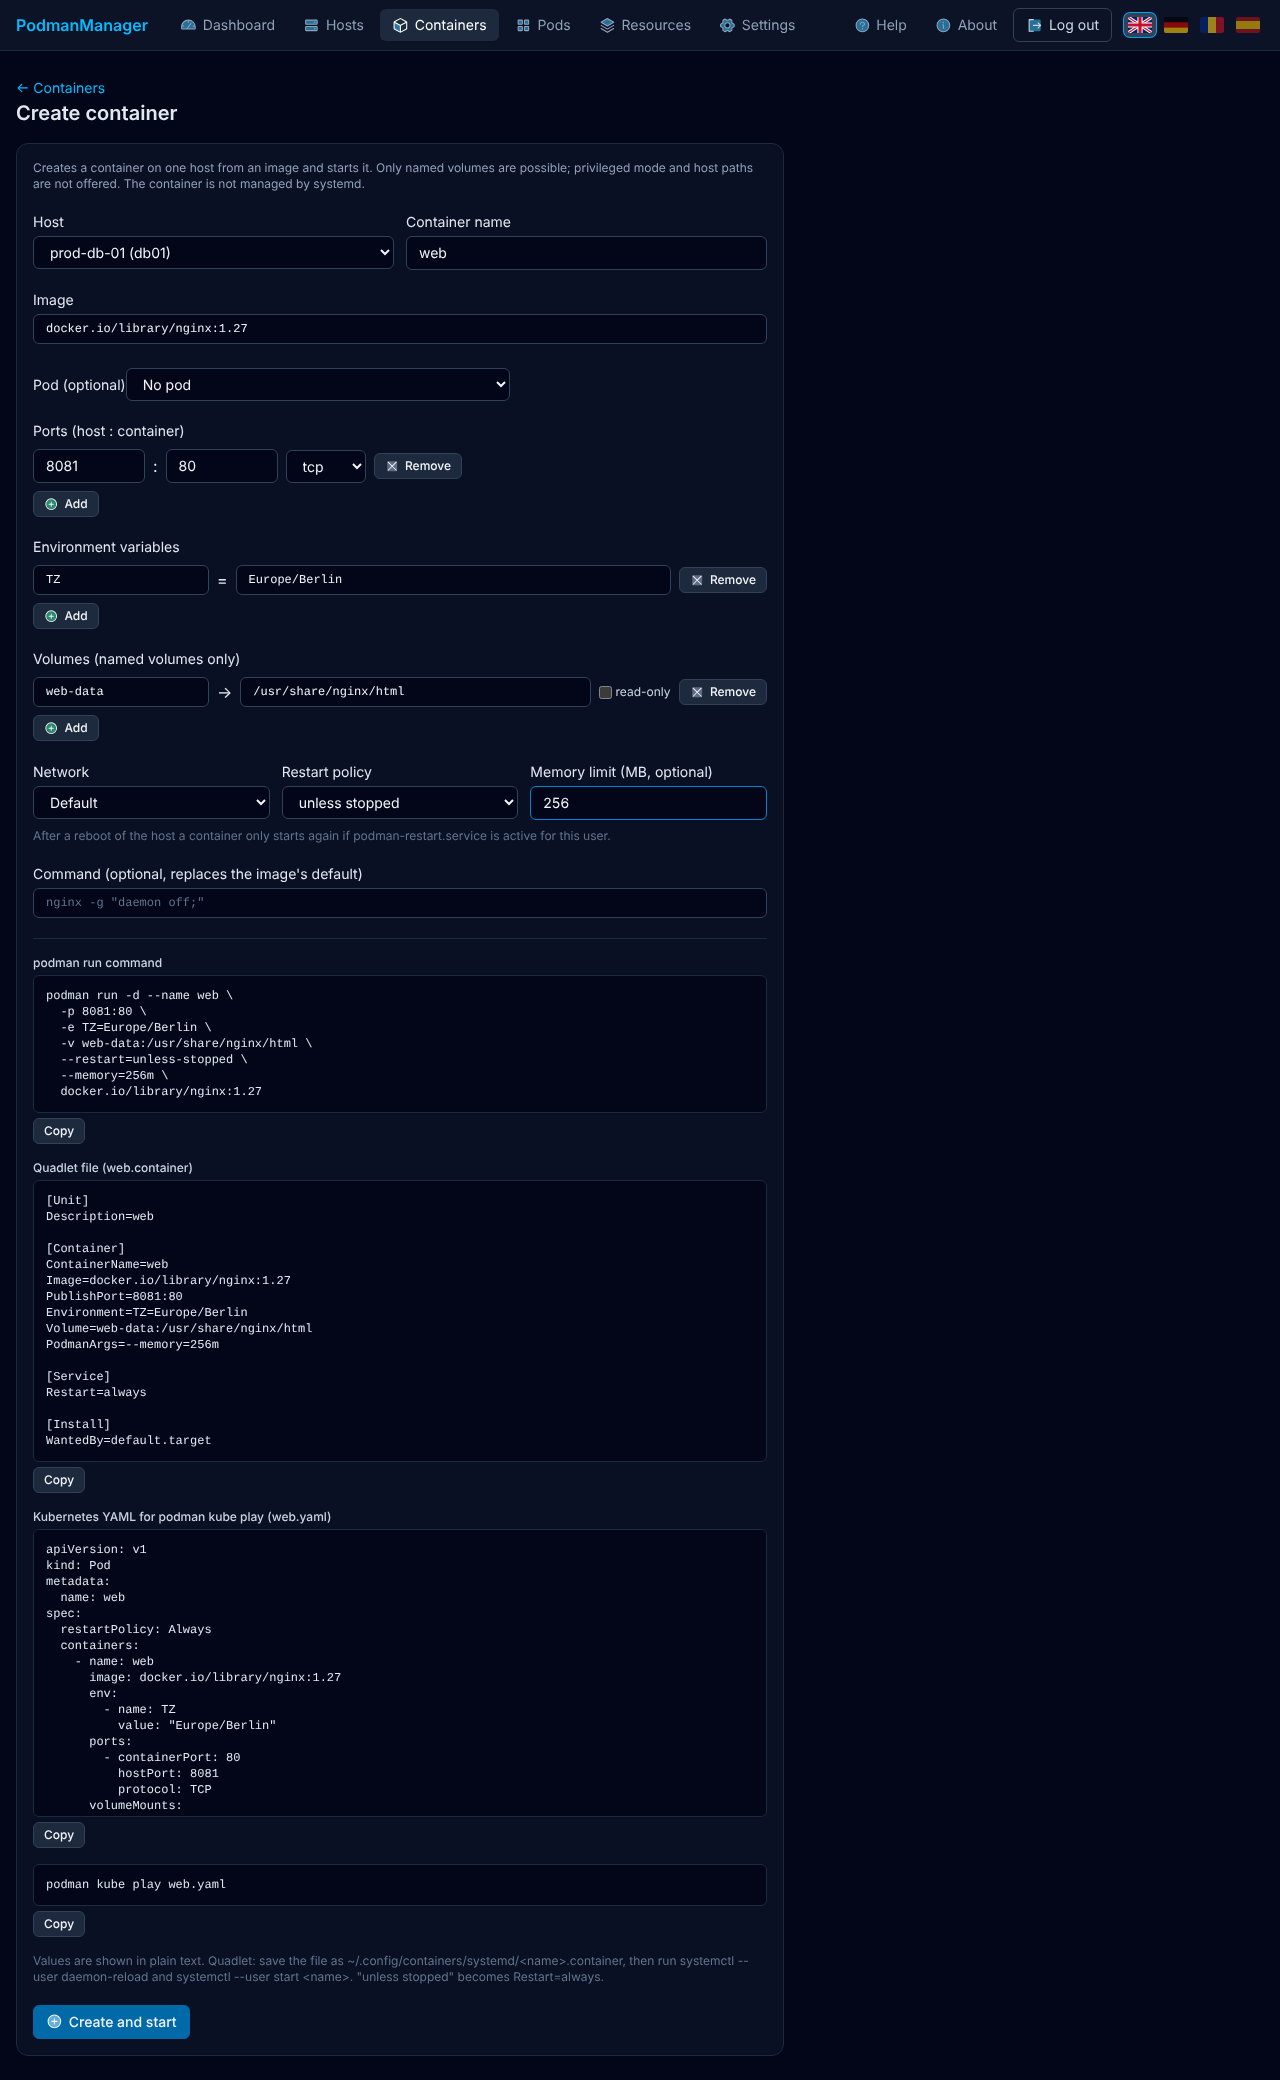 PodmanManager Dashboard Hosts Containers Pods Resources Settings Help About Log out
← Containers
Create container
Creates a container on one host from an image and starts it. Only named volumes are possible; privileged mode and host paths
are not offered. The container is not managed by systemd.
Host Container name
prod-db-01 (db01) web
Image
docker.io/library/nginx:1.27
Pod (optional) No pod
Ports (host : container)
8081 : 80 tcp Remove
Add
Environment variables
TZ = Europe/Berlin Remove
Add
Volumes (named volumes only)
web-data → /usr/share/nginx/html read-only Remove
Add
Network Restart policy Memory limit (MB, optional)
Default unless stopped 256
After a reboot of the host a container only starts again if podman-restart.service is active for this user.
Command (optional, replaces the image's default)
nginx -g "daemon off;"
podman run command
podman run -d --name web \
  -p 8081:80 \
  -e TZ=Europe/Berlin \
  -v web-data:/usr/share/nginx/html \
  --restart=unless-stopped \
  --memory=256m \
  docker.io/library/nginx:1.27
Copy
Quadlet file (web.container)
[Unit]
Description=web
[Container]
ContainerName=web
Image=docker.io/library/nginx:1.27
PublishPort=8081:80
Environment=TZ=Europe/Berlin
Volume=web-data:/usr/share/nginx/html
PodmanArgs=--memory=256m
[Service]
Restart=always
[Install]
WantedBy=default.target
Copy
Kubernetes YAML for podman kube play (web.yaml)
apiVersion: v1
kind: Pod
metadata:
  name: web
spec:
  restartPolicy: Always
  containers:
    - name: web
      image: docker.io/library/nginx:1.27
      env:
        - name: TZ
          value: "Europe/Berlin"
      ports:
        - containerPort: 80
          hostPort: 8081
          protocol: TCP
      volumeMounts:
Copy
podman kube play web.yaml
Copy
Values are shown in plain text. Quadlet: save the file as ~/.config/containers/systemd/<name>.container, then run systemctl --
user daemon-reload and systemctl --user start <name>. "unless stopped" becomes Restart=always.
Create and start